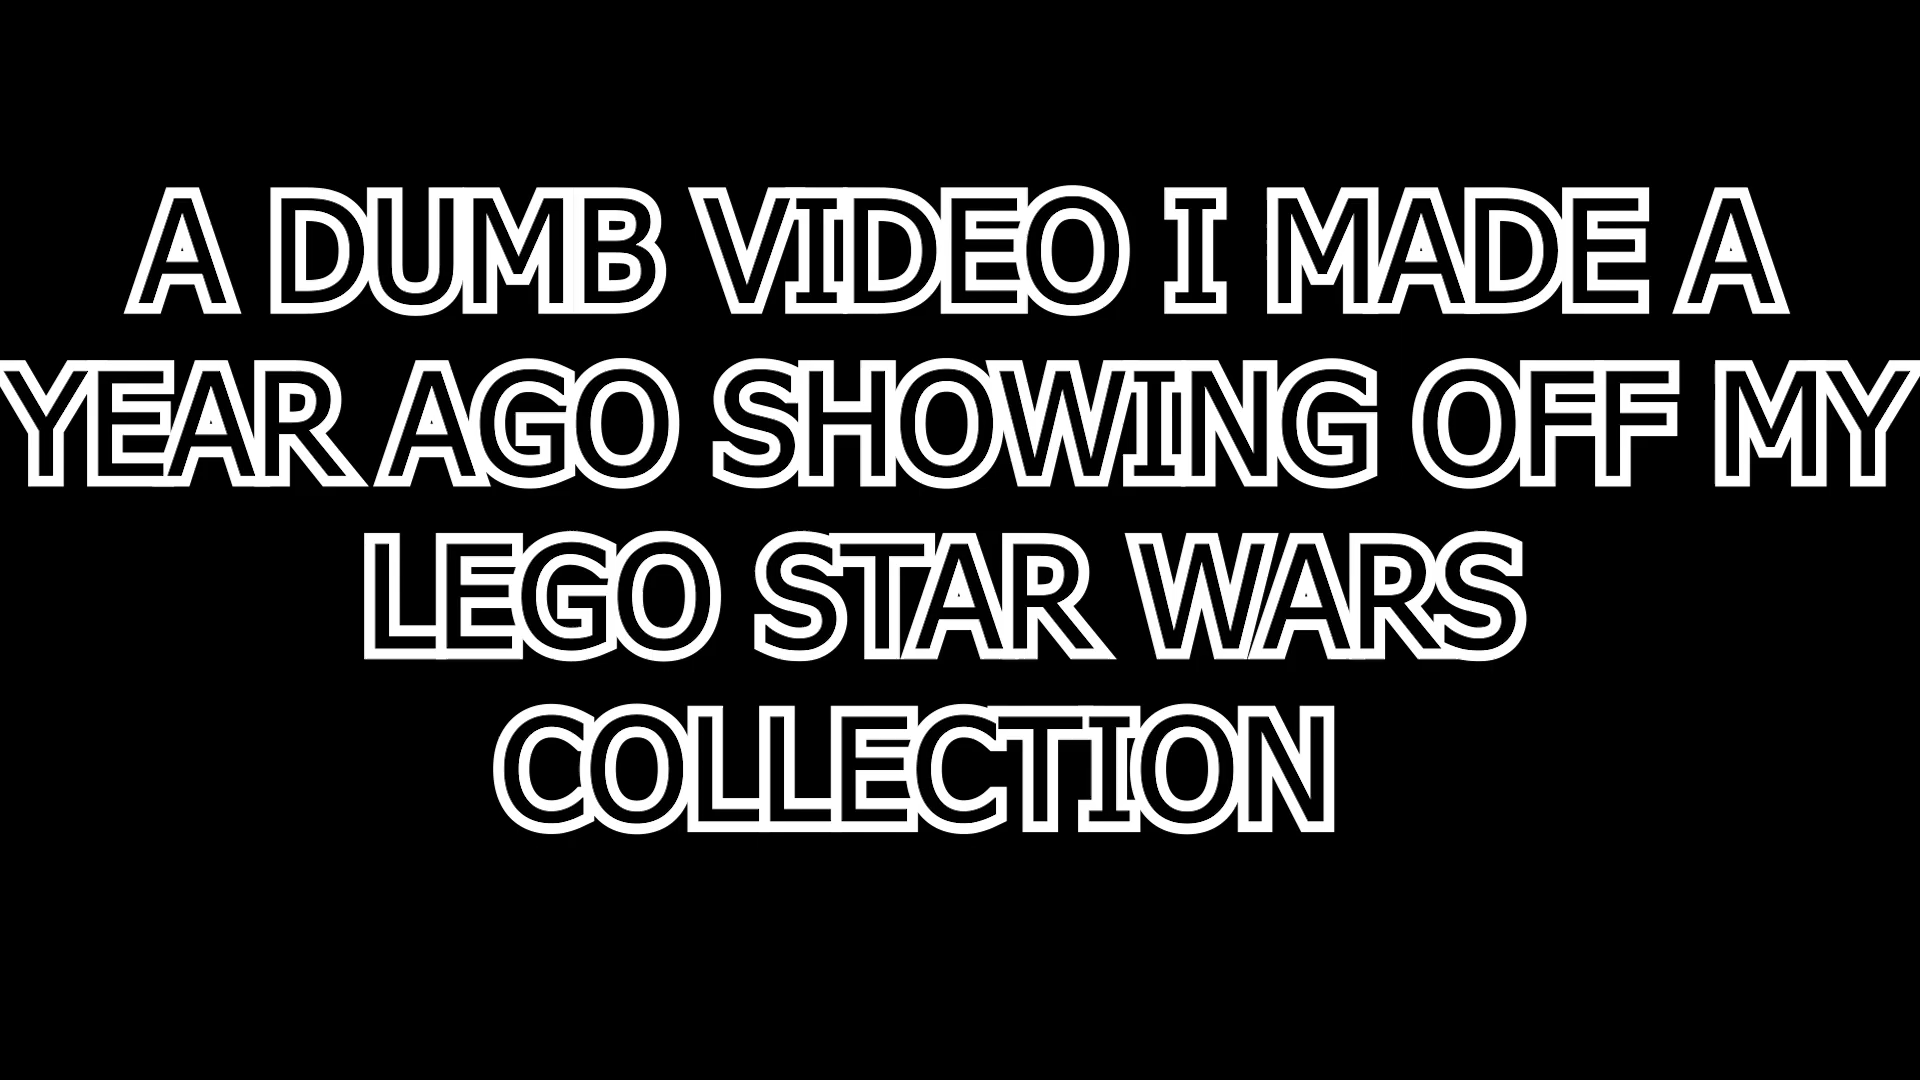 A DUMB VIDEO I MADE A
YEAR AGO SHOWING OFF MY
LEGO STAR WARS
COLLECTION